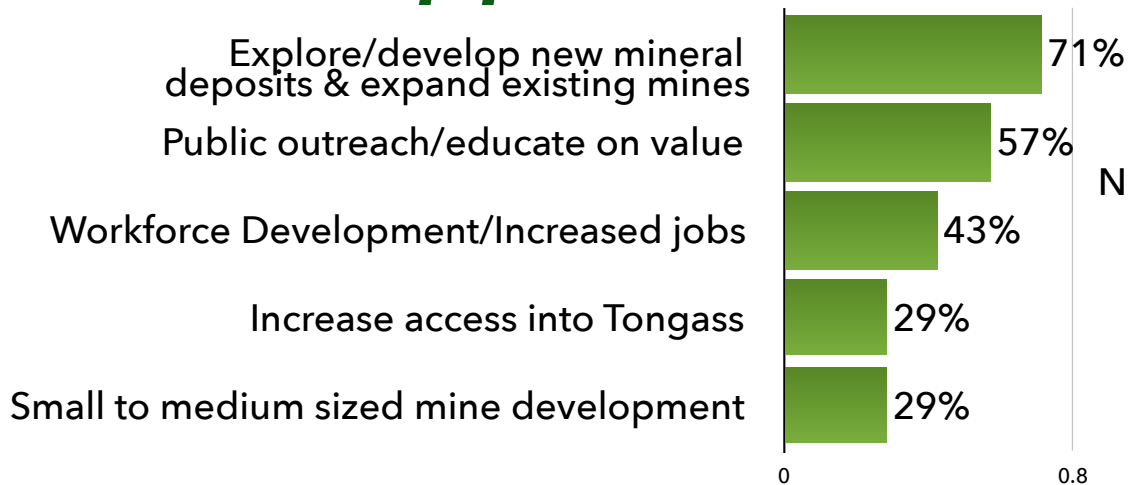 Explore/develop new mineral
deposits & expand existing mines
71%
Public outreach/educate on value
57%
N
Workforce Development/Increased jobs
43%
Increase access into Tongass
29%
Small to medium sized mine development
29%
0
0.8